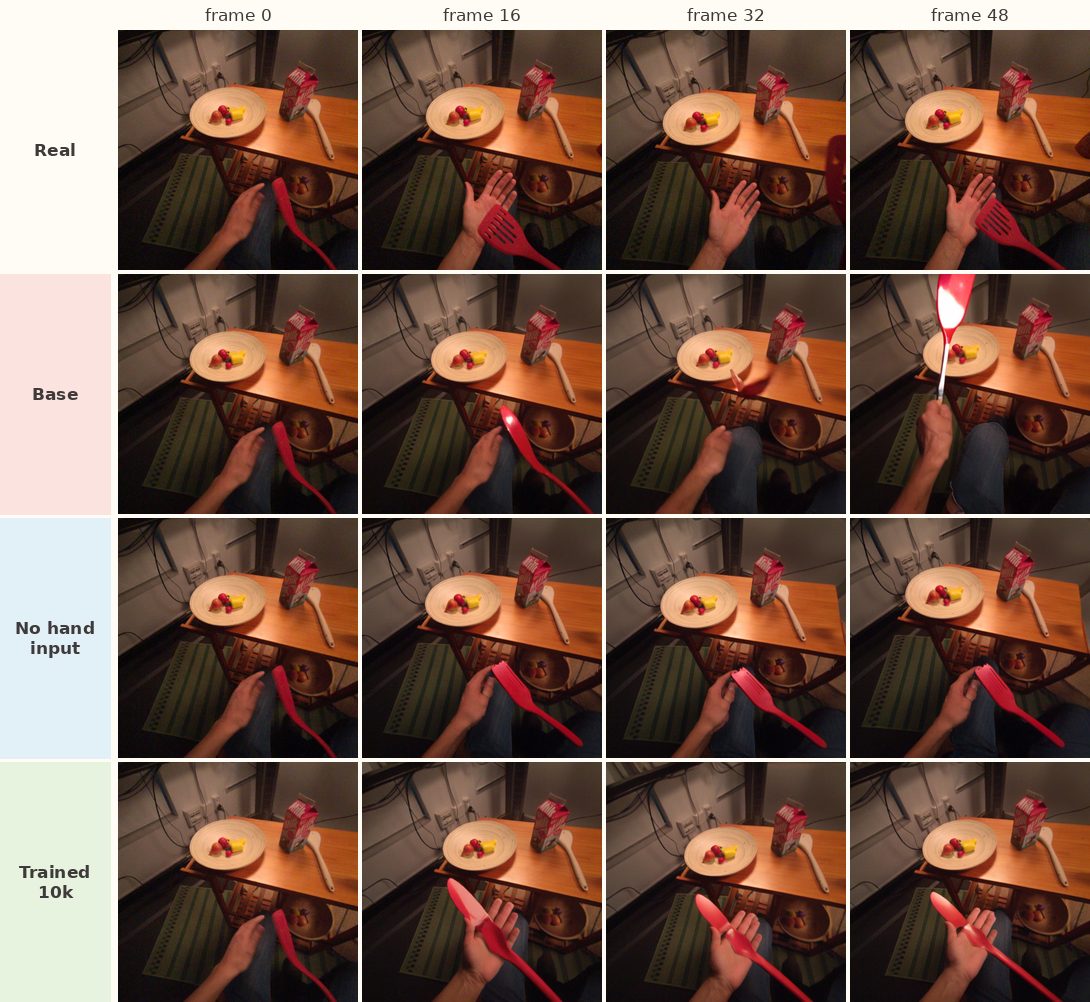 frame 0
frame 16
frame 32
frame 48
Real
Base
No hand
input
Trained
10k